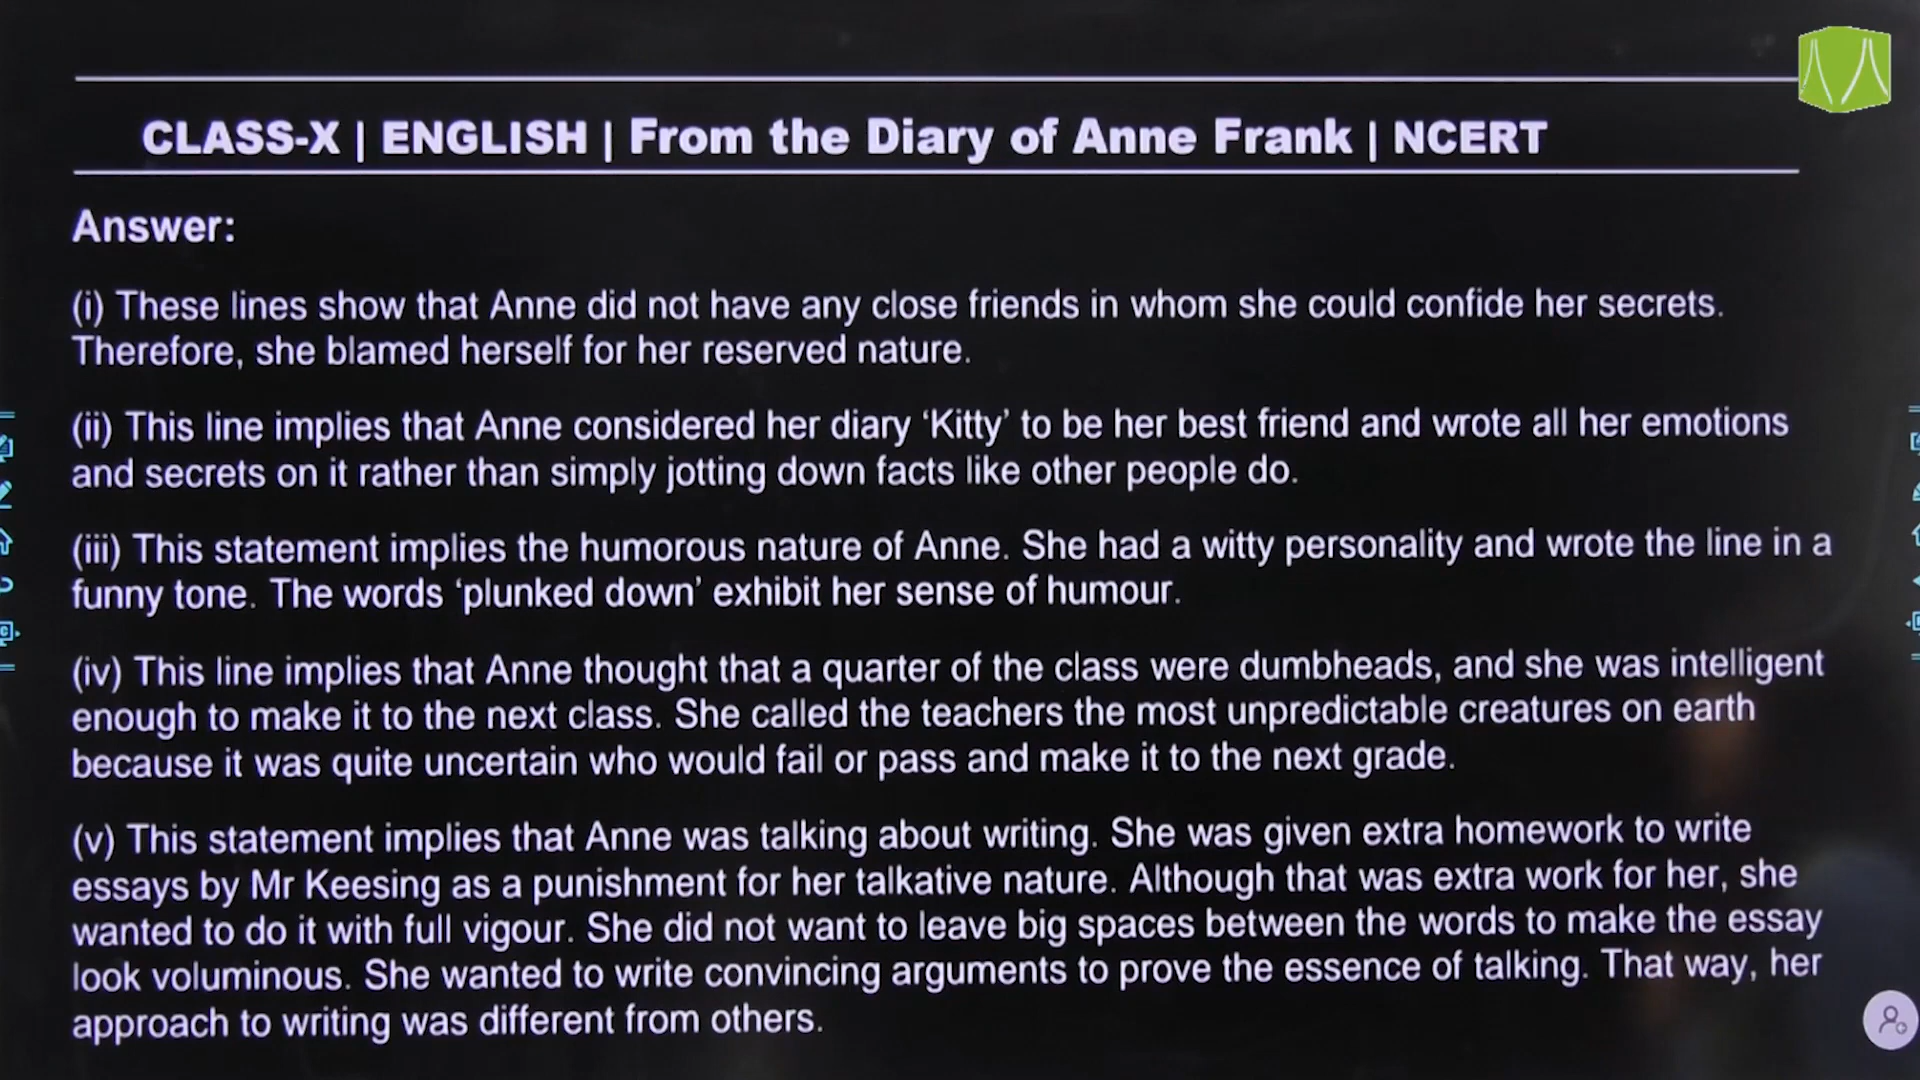 CLASS-X | ENGLISH | From the Diary of Anne Frank | NCERT
Answer:
(i) These lines show that Anne did not have any close friends in whom she could confide her secrets.
Therefore, she blamed herself for her reserved nature.
(ii) This line implies that Anne considered her diary ‘Kitty’ to be her best friend and wrote all her emotions
and secrets on it rather than simply jotting down facts like other people do.
(iii) This statement implies the humorous nature of Anne. She had a witty personality and wrote the line in a
funny tone. The words ‘plunked down’ exhibit her sense of humour.
(iv) This line implies that Anne thought that a quarter of the class were dumbheads, and she was intelligent
enough to make it to the next class. She called the teachers the most unpredictable creatures on earth
because it was quite uncertain who would fail or pass and make it to the next grade.
(v) This statement implies that Anne was talking about writing. She was given extra homework to write
essays by Mr Keesing as a punishment for her talkative nature. Although that was extra work for her, she
wanted to do it with full vigour. She did not want to leave big spaces between the words to make the essay
look voluminous. She wanted to write convincing arguments to prove the essence of talking. That way, her
approach to writing was different from others.